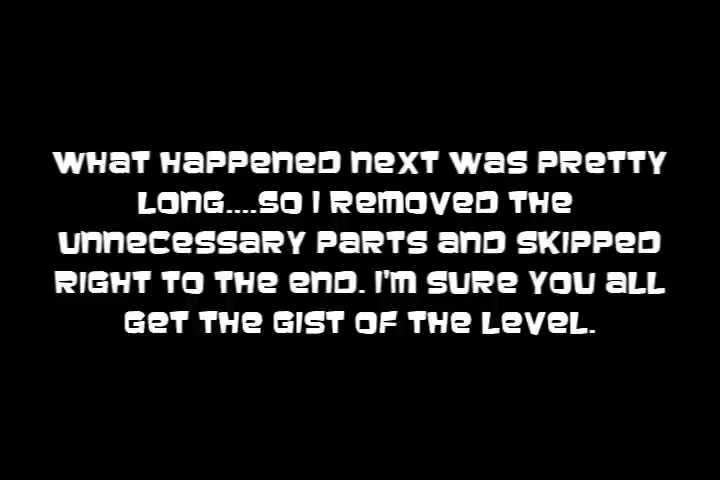 What happened next was pretty
long....so I removed the
unnecessary parts and skipped
right to the end. I'm sure you all
get the gist of the level.